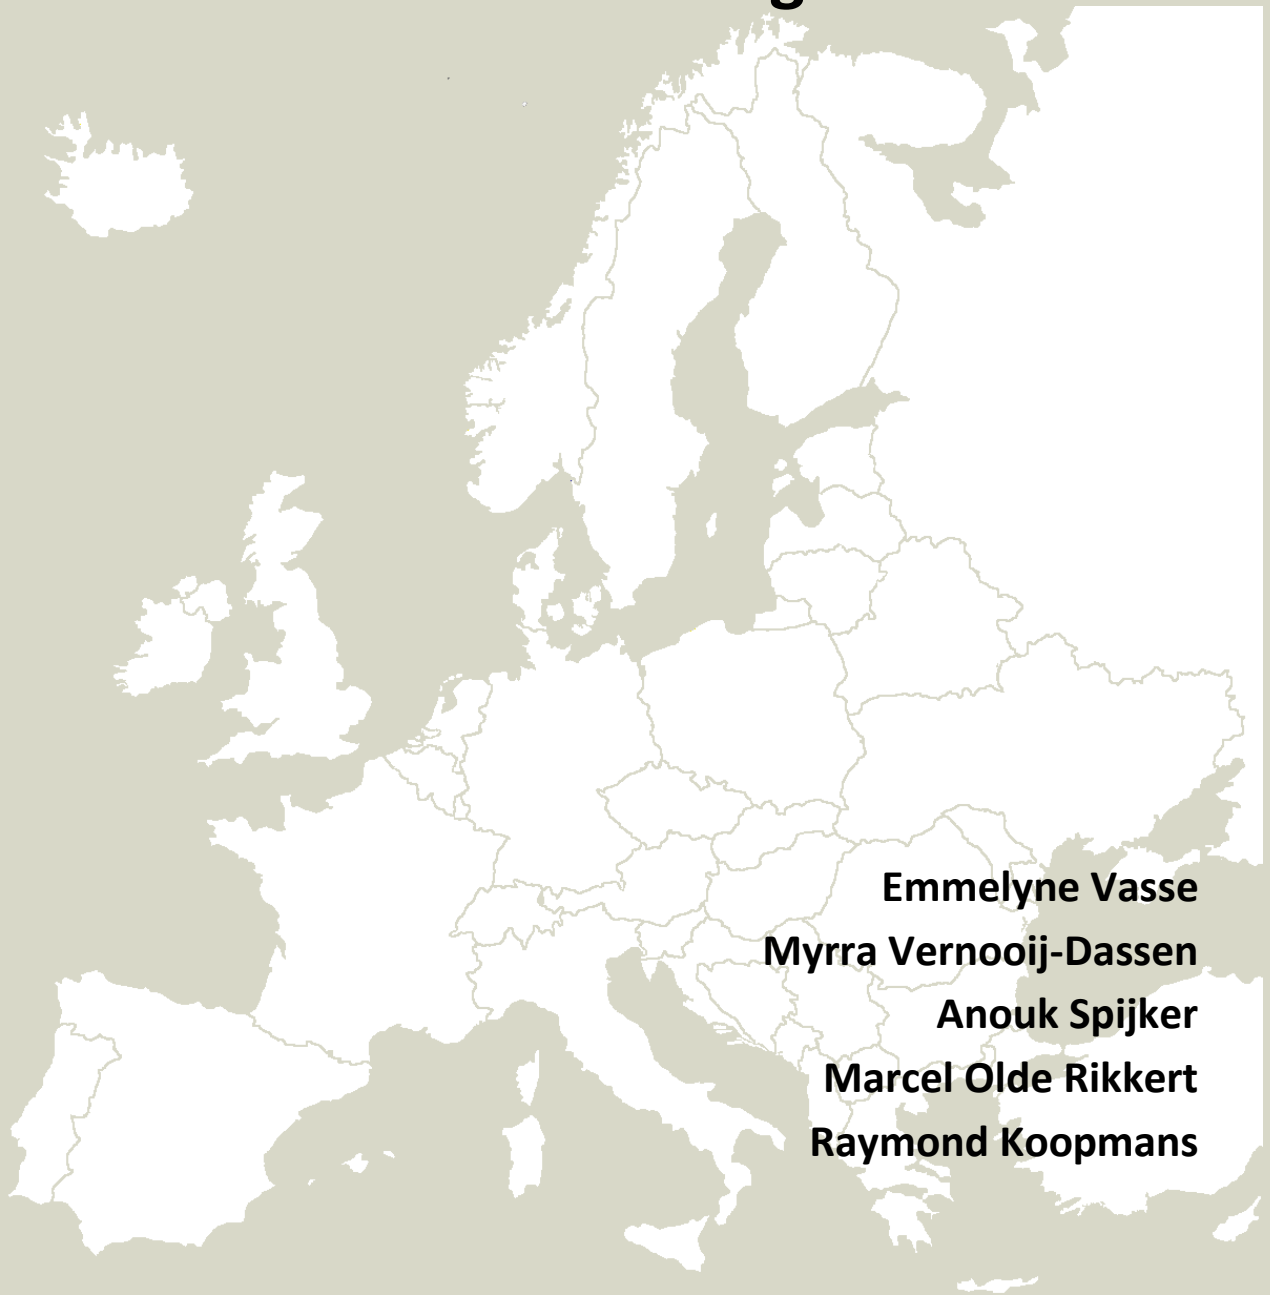 Emmelyne Vasse
Myrra Vernooij-Dassen
Anouk Spijker
Marcel Olde Rikkert
Raymond Koopmans